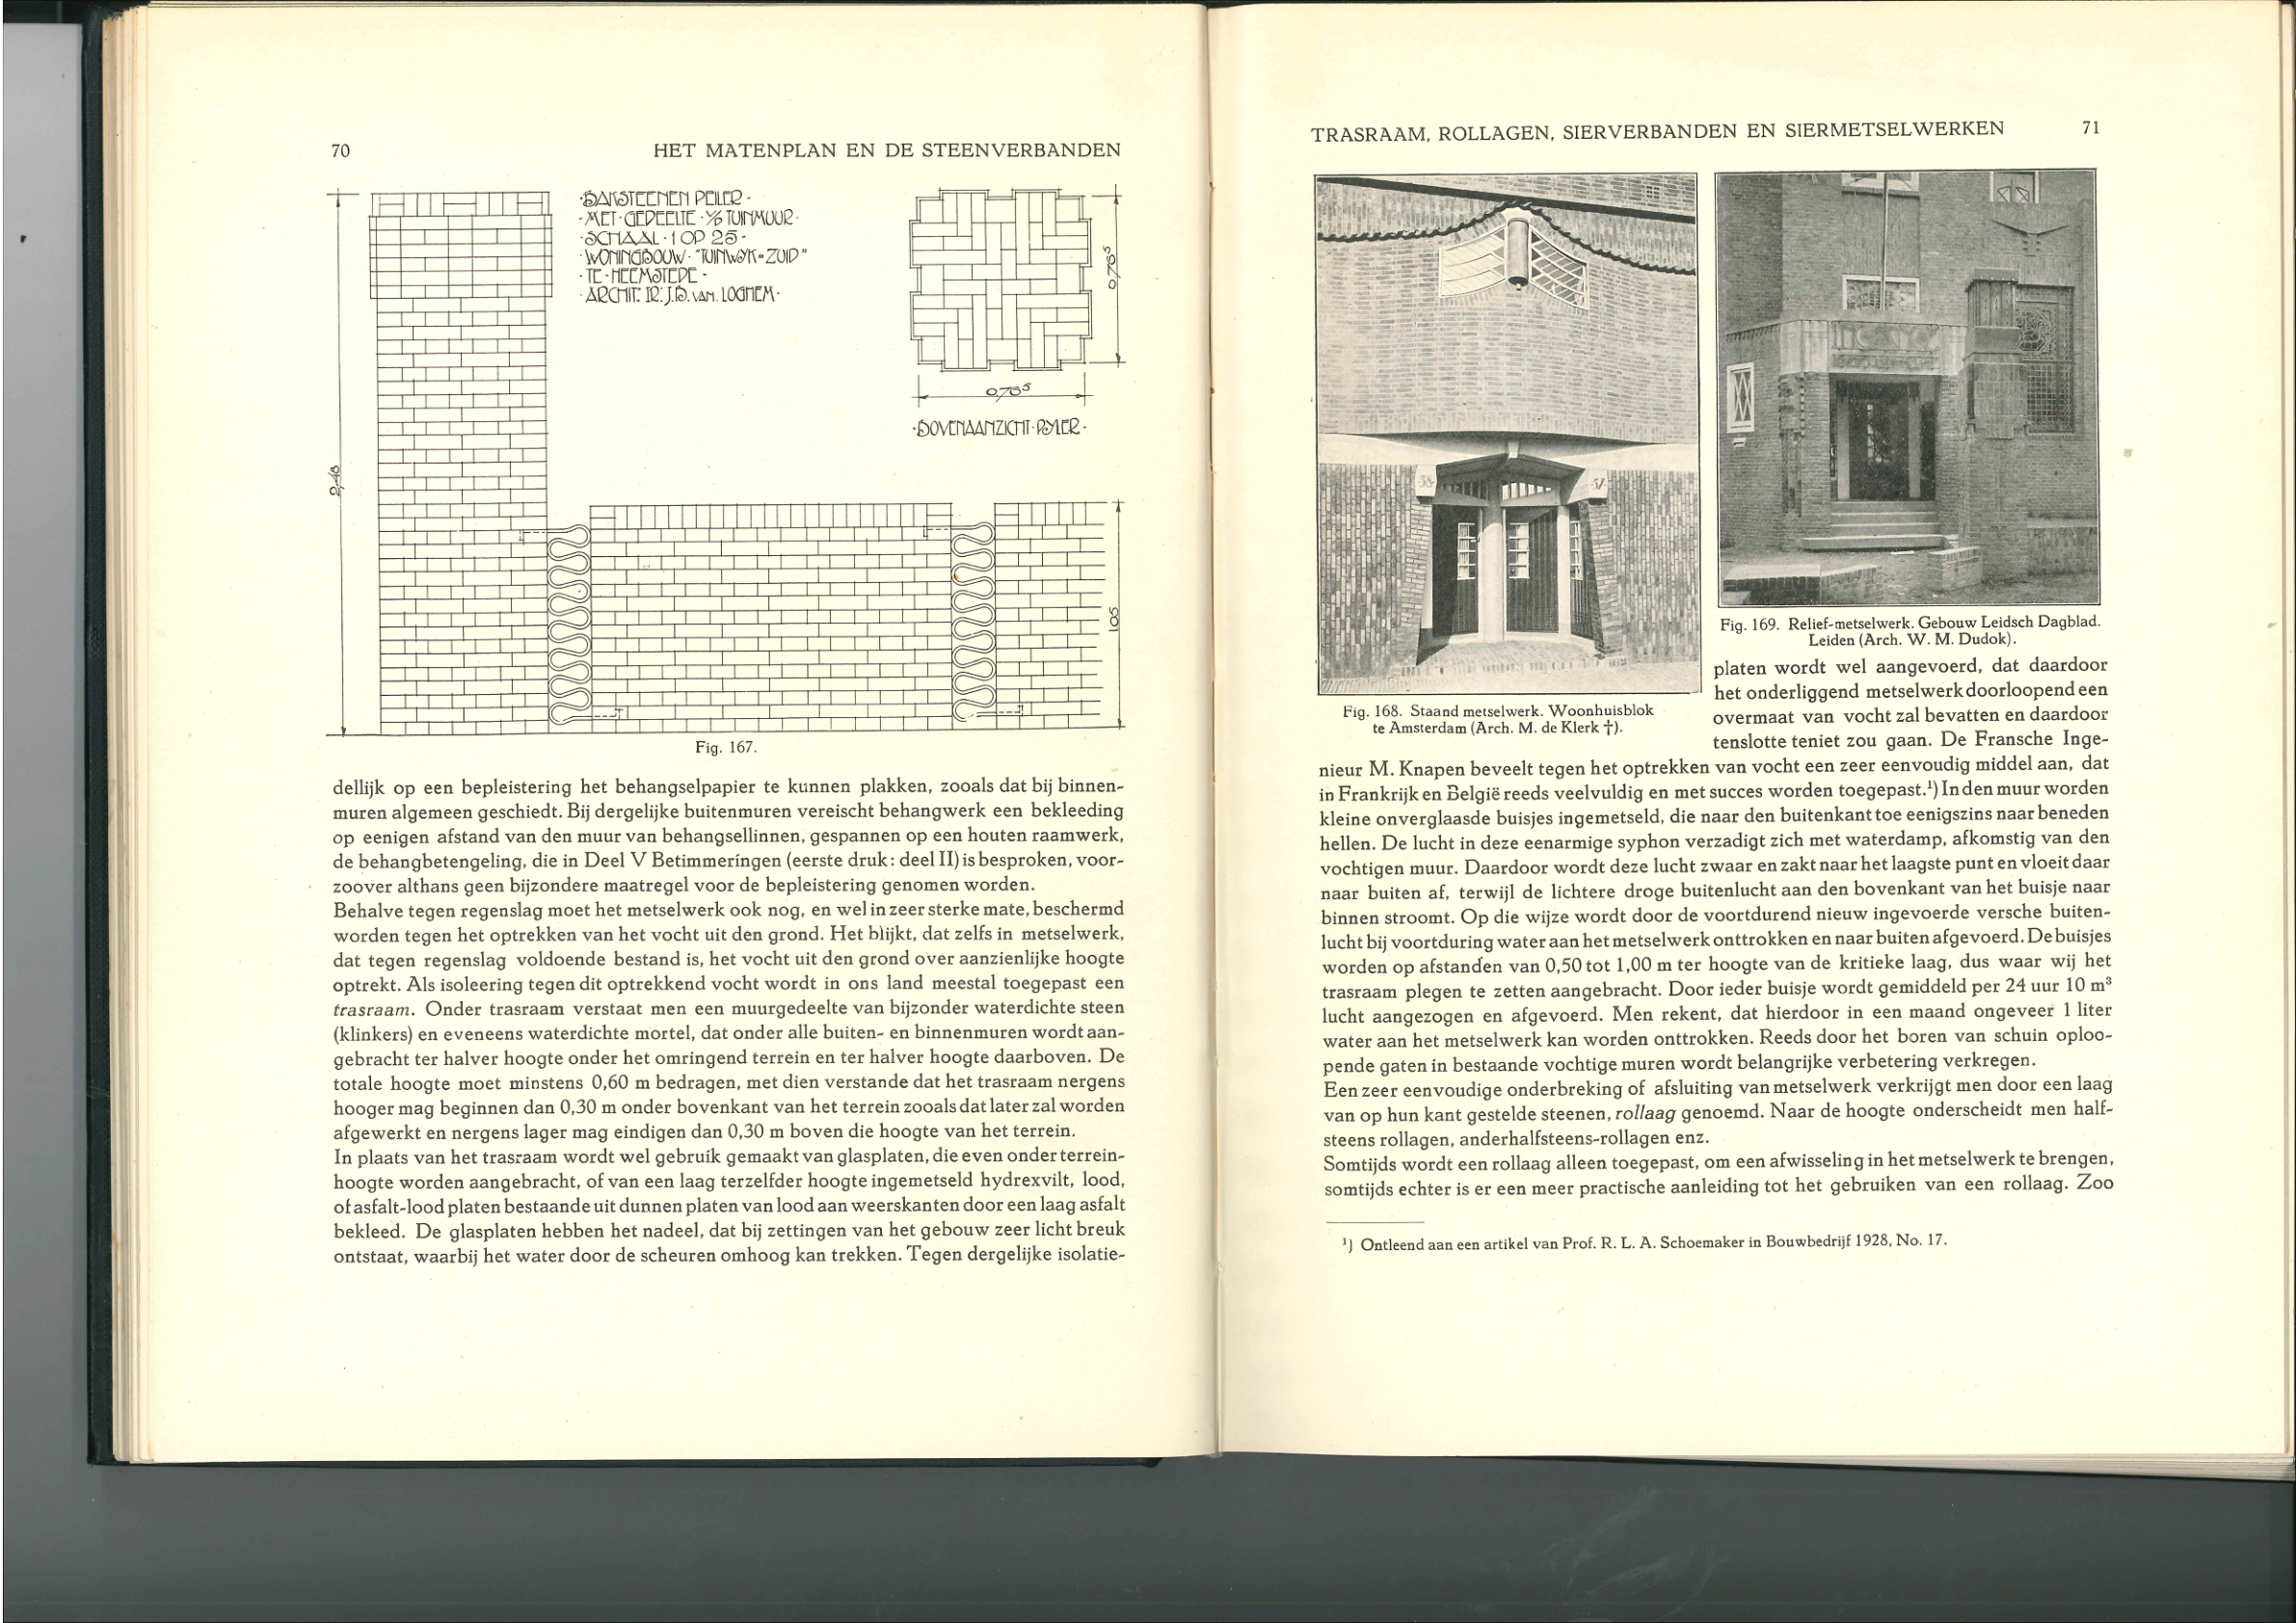 70
HET MATENPLAN EN DE STEENVERBANDEN
·BAKSTEENEN PEILER·
·MET·GEDEELTE·½ TUINMUUR·
·SCHAAL·1 OP 25·
·WONINGBOUW·"TUINWYK=ZUID"
·TE·HEEMSTEDE·
·ARCHIT: IR: J.B. VAN LOGHEM·
0,76⁵
0,76⁵
·BOVENAANZICHT·PYLER·
2,48
1.05
Fig. 167.
dellijk op een bepleistering het behangselpapier te kunnen plakken, zooals dat bij binnen-
muren algemeen geschiedt. Bij dergelijke buitenmuren vereischt behangwerk een bekleeding
op eenigen afstand van den muur van behangsellinnen, gespannen op een houten raamwerk,
de behangbetengeling, die in Deel V Betimmeringen (eerste druk: deel II) is besproken, voor-
zoover althans geen bijzondere maatregel voor de bepleistering genomen worden.
Behalve tegen regenslag moet het metselwerk ook nog, en wel in zeer sterke mate, beschermd
worden tegen het optrekken van het vocht uit den grond. Het blijkt, dat zelfs in metselwerk,
dat tegen regenslag voldoende bestand is, het vocht uit den grond over aanzienlijke hoogte
optrekt. Als isoleering tegen dit optrekkend vocht wordt in ons land meestal toegepast een
trasraam. Onder trasraam verstaat men een muurgedeelte van bijzonder waterdichte steen
(klinkers) en eveneens waterdichte mortel, dat onder alle buiten- en binnenmuren wordt aan-
gebracht ter halver hoogte onder het omringend terrein en ter halver hoogte daarboven. De
totale hoogte moet minstens 0,60 m bedragen, met dien verstande dat het trasraam nergens
hooger mag beginnen dan 0,30 m onder bovenkant van het terrein zooals dat later zal worden
afgewerkt en nergens lager mag eindigen dan 0,30 m boven die hoogte van het terrein.
In plaats van het trasraam wordt wel gebruik gemaakt van glasplaten, die even onder terrein-
hoogte worden aangebracht, of van een laag terzelfder hoogte ingemetseld hydrexvilt, lood,
of asfalt-lood platen bestaande uit dunnen platen van lood aan weerskanten door een laag asfalt
bekleed. De glasplaten hebben het nadeel, dat bij zettingen van het gebouw zeer licht breuk
ontstaat, waarbij het water door de scheuren omhoog kan trekken. Tegen dergelijke isolatie-
TRASRAAM, ROLLAGEN, SIERVERBANDEN EN SIERMETSELWERKEN
71
58
57
Fig. 168. Staand metselwerk. Woonhuisblok
te Amsterdam (Arch. M. de Klerk †).
Fig. 169. Relief-metselwerk. Gebouw Leidsch Dagblad.
Leiden (Arch. W. M. Dudok).
platen wordt wel aangevoerd, dat daardoor
het onderliggend metselwerk doorloopend een
overmaat van vocht zal bevatten en daardoor
tenslotte teniet zou gaan. De Fransche Inge-
nieur M. Knapen beveelt tegen het optrekken van vocht een zeer eenvoudig middel aan, dat
in Frankrijk en België reeds veelvuldig en met succes worden toegepast.¹) In den muur worden
kleine onverglaasde buisjes ingemetseld, die naar den buitenkant toe eenigszins naar beneden
hellen. De lucht in deze eenarmige syphon verzadigt zich met waterdamp, afkomstig van den
vochtigen muur. Daardoor wordt deze lucht zwaar en zakt naar het laagste punt en vloeit daar
naar buiten af, terwijl de lichtere droge buitenlucht aan den bovenkant van het buisje naar
binnen stroomt. Op die wijze wordt door de voortdurend nieuw ingevoerde versche buiten-
lucht bij voortduring water aan het metselwerk onttrokken en naar buiten afgevoerd. De buisjes
worden op afstanden van 0,50 tot 1,00 m ter hoogte van de kritieke laag, dus waar wij het
trasraam plegen te zetten aangebracht. Door ieder buisje wordt gemiddeld per 24 uur 10 m³
lucht aangezogen en afgevoerd. Men rekent, dat hierdoor in een maand ongeveer 1 liter
water aan het metselwerk kan worden onttrokken. Reeds door het boren van schuin oploo-
pende gaten in bestaande vochtige muren wordt belangrijke verbetering verkregen.
Een zeer eenvoudige onderbreking of afsluiting van metselwerk verkrijgt men door een laag
van op hun kant gestelde steenen, rollaag genoemd. Naar de hoogte onderscheidt men half-
steens rollagen, anderhalfsteens-rollagen enz.
Somtijds wordt een rollaag alleen toegepast, om een afwisseling in het metselwerk te brengen,
somtijds echter is er een meer practische aanleiding tot het gebruiken van een rollaag. Zoo
¹) Ontleend aan een artikel van Prof. R. L. A. Schoemaker in Bouwbedrijf 1928, No. 17.